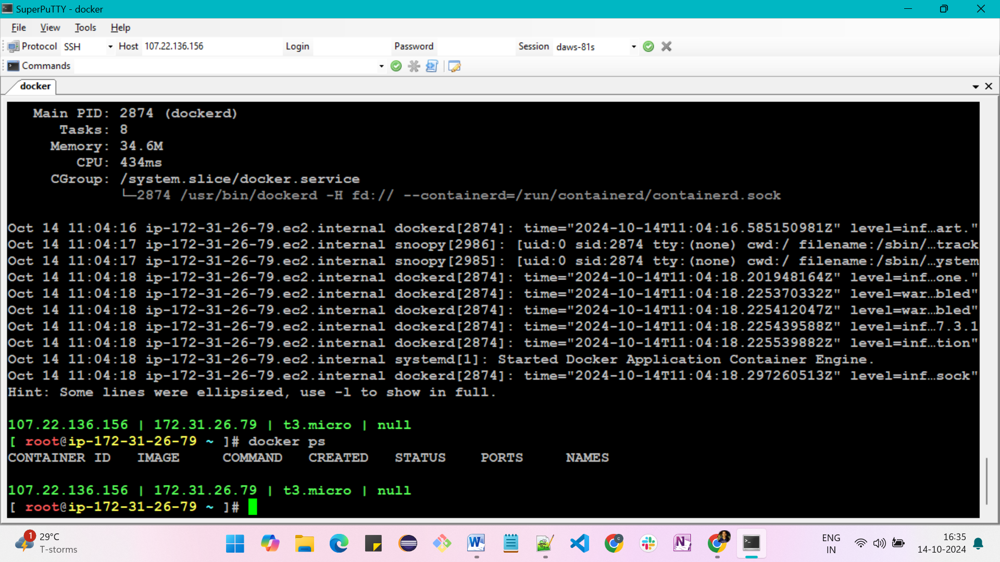 SuperPuTTY - docker
File View Tools Help
Protocol SSH Host 107.22.136.156 Login Password Session daws-81s
Commands
docker
Main PID: 2874 (dockerd)
Tasks: 8
Memory: 34.6M
CPU: 434ms
CGroup: /system.slice/docker.service
└─2874 /usr/bin/dockerd -H fd:// --containerd=/run/containerd/containerd.sock
Oct 14 11:04:16 ip-172-31-26-79.ec2.internal dockerd[2874]: time="2024-10-14T11:04:16.585150981Z" level=inf…art."
Oct 14 11:04:17 ip-172-31-26-79.ec2.internal snoopy[2986]: [uid:0 sid:2874 tty:(none) cwd:/ filename:/sbin/…track
Oct 14 11:04:17 ip-172-31-26-79.ec2.internal snoopy[2985]: [uid:0 sid:2874 tty:(none) cwd:/ filename:/sbin/…ystem
Oct 14 11:04:18 ip-172-31-26-79.ec2.internal dockerd[2874]: time="2024-10-14T11:04:18.201948164Z" level=inf…one."
Oct 14 11:04:18 ip-172-31-26-79.ec2.internal dockerd[2874]: time="2024-10-14T11:04:18.225370332Z" level=war…bled"
Oct 14 11:04:18 ip-172-31-26-79.ec2.internal dockerd[2874]: time="2024-10-14T11:04:18.225412047Z" level=war…bled"
Oct 14 11:04:18 ip-172-31-26-79.ec2.internal dockerd[2874]: time="2024-10-14T11:04:18.225439588Z" level=inf…7.3.1
Oct 14 11:04:18 ip-172-31-26-79.ec2.internal dockerd[2874]: time="2024-10-14T11:04:18.225539882Z" level=inf…tion"
Oct 14 11:04:18 ip-172-31-26-79.ec2.internal systemd[1]: Started Docker Application Container Engine.
Oct 14 11:04:18 ip-172-31-26-79.ec2.internal dockerd[2874]: time="2024-10-14T11:04:18.297260513Z" level=inf…sock"
Hint: Some lines were ellipsized, use -l to show in full.
107.22.136.156 | 172.31.26.79 | t3.micro | null
[ root@ip-172-31-26-79 ~ ]# docker ps
CONTAINER ID IMAGE COMMAND CREATED STATUS PORTS NAMES
107.22.136.156 | 172.31.26.79 | t3.micro | null
[ root@ip-172-31-26-79 ~ ]#
1 29°C
T-storms
ENG
IN
16:35
14-10-2024